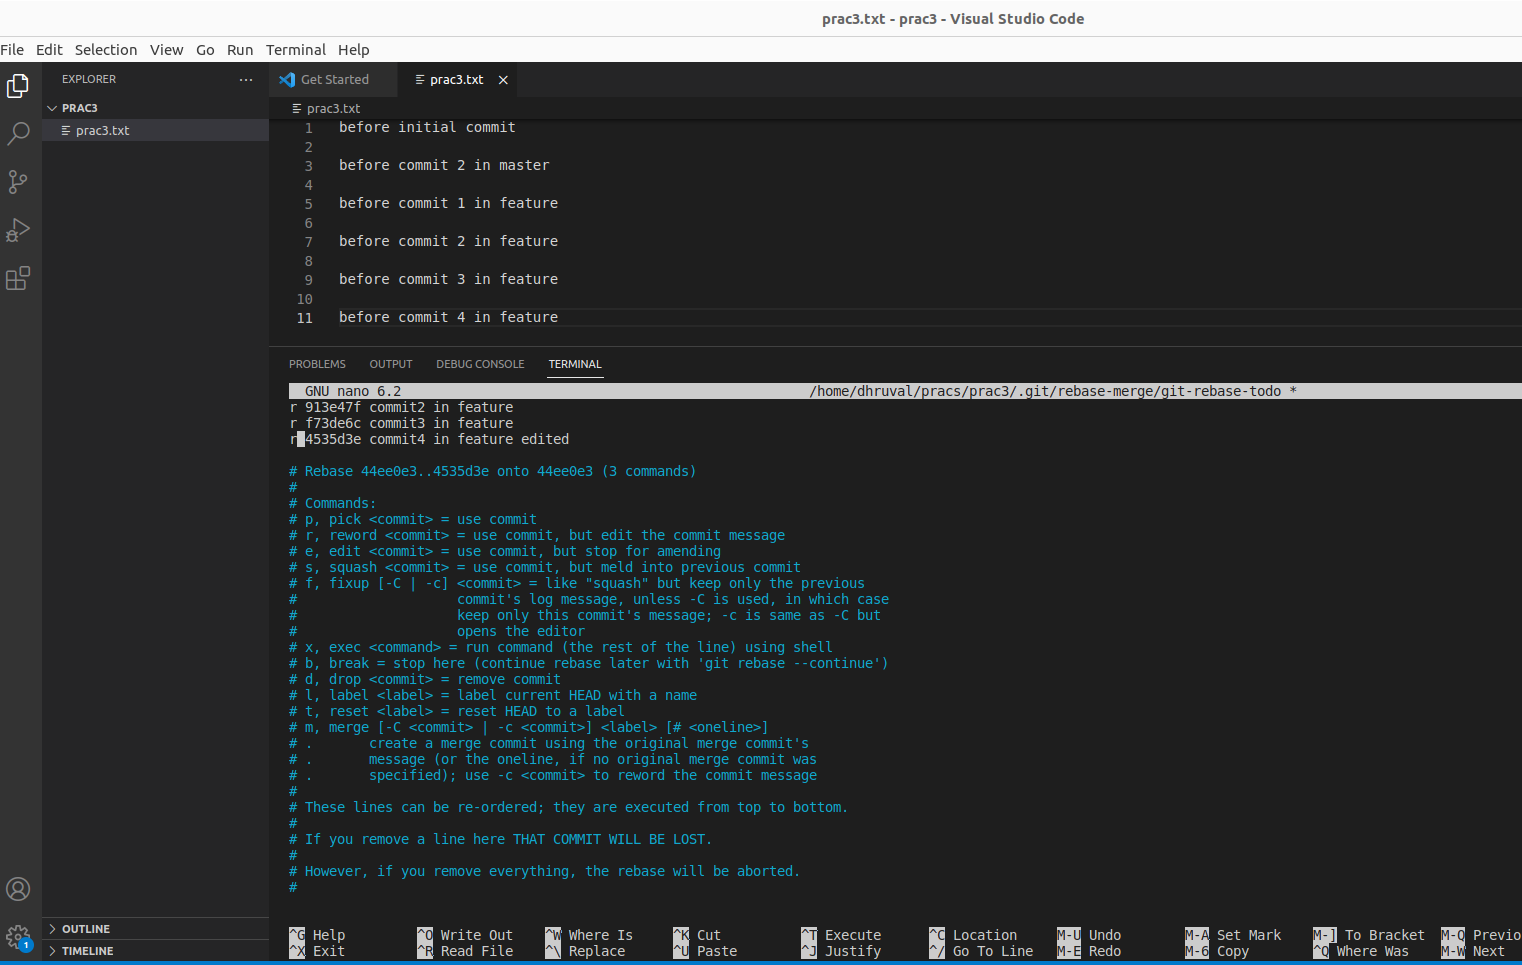 prac3.txt - prac3 - Visual Studio Code
File Edit Selection View Go Run Terminal Help
EXPLORER ···
PRAC3
prac3.txt
Get Started prac3.txt
prac3.txt
1 before initial commit
2
3 before commit 2 in master
4
5 before commit 1 in feature
6
7 before commit 2 in feature
8
9 before commit 3 in feature
10
11 before commit 4 in feature
PROBLEMS OUTPUT DEBUG CONSOLE TERMINAL
GNU nano 6.2 /home/dhruval/pracs/prac3/.git/rebase-merge/git-rebase-todo *
r 913e47f commit2 in feature
r f73de6c commit3 in feature
r 4535d3e commit4 in feature edited
# Rebase 44ee0e3..4535d3e onto 44ee0e3 (3 commands)
#
# Commands:
# p, pick <commit> = use commit
# r, reword <commit> = use commit, but edit the commit message
# e, edit <commit> = use commit, but stop for amending
# s, squash <commit> = use commit, but meld into previous commit
# f, fixup [-C | -c] <commit> = like "squash" but keep only the previous
# commit's log message, unless -C is used, in which case
# keep only this commit's message; -c is same as -C but
# opens the editor
# x, exec <command> = run command (the rest of the line) using shell
# b, break = stop here (continue rebase later with 'git rebase --continue')
# d, drop <commit> = remove commit
# l, label <label> = label current HEAD with a name
# t, reset <label> = reset HEAD to a label
# m, merge [-C <commit> | -c <commit>] <label> [# <oneline>]
# . create a merge commit using the original merge commit's
# . message (or the oneline, if no original merge commit was
# . specified); use -c <commit> to reword the commit message
#
# These lines can be re-ordered; they are executed from top to bottom.
#
# If you remove a line here THAT COMMIT WILL BE LOST.
#
# However, if you remove everything, the rebase will be aborted.
#
^G Help ^O Write Out ^W Where Is ^K Cut ^T Execute ^C Location M-U Undo M-A Set Mark M-] To Bracket M-Q Previo
^X Exit ^R Read File ^\ Replace ^U Paste ^J Justify ^/ Go To Line M-E Redo M-6 Copy ^Q Where Was M-W Next
1
OUTLINE
TIMELINE